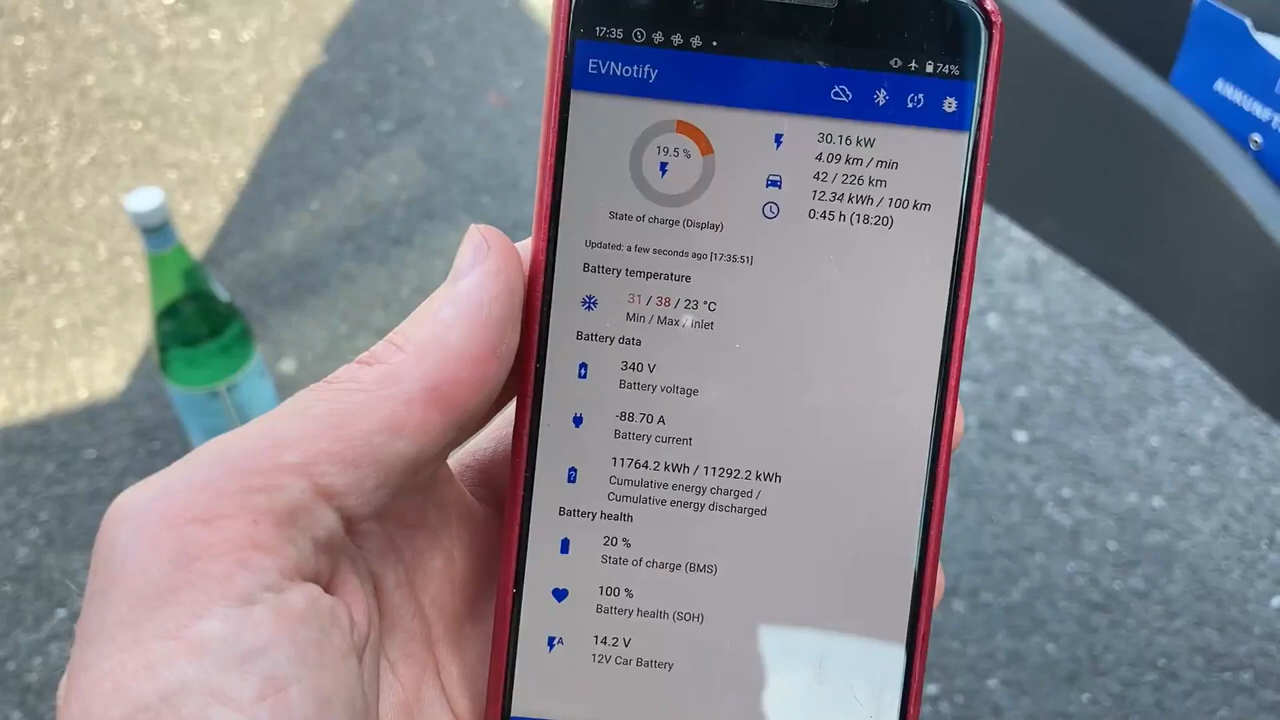 17:35
74%
EVNotify
19.5 %
State of charge (Display)
30.16 kW
4.09 km / min
42 / 226 km
12.34 kWh / 100 km
0:45 h (18:20)
Updated: a few seconds ago [17:35:51]
Battery temperature
31 / 38 / 23 °C
Min / Max / Inlet
Battery data
340 V
Battery voltage
-88.70 A
Battery current
11764.2 kWh / 11292.2 kWh
Cumulative energy charged /
Cumulative energy discharged
Battery health
20 %
State of charge (BMS)
100 %
Battery health (SOH)
A
14.2 V
12V Car Battery